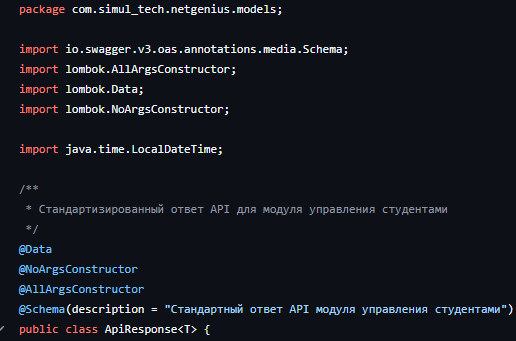 package com.simul_tech.netgenius.models;
import io.swagger.v3.oas.annotations.media.Schema;
import lombok.AllArgsConstructor;
import lombok.Data;
import lombok.NoArgsConstructor;
import java.time.LocalDateTime;
/**
* Стандартизированный ответ API для модуля управления студентами
*/
@Data
@NoArgsConstructor
@AllArgsConstructor
@Schema(description = "Стандартный ответ API модуля управления студентами")
public class ApiResponse<T> {